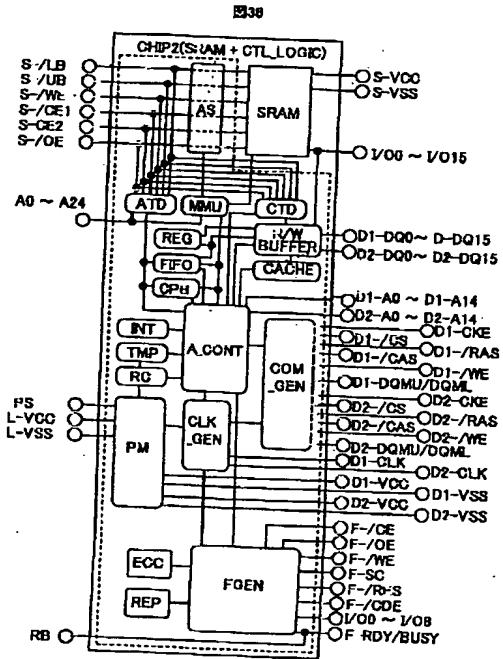 図38
CHIP2(SRAM + CTL_LOGIC)
S-/LB
S-/UB
S-/WE
S-/CE1
S-CE2
S-/OE
A0 ~ A24
AS
SRAM
S-VCC
S-VSS
I/O0 ~ I/O15
ATD
MMU
CTD
REG
R/W
BUFFER
FIFO
CACHE
CPB
D1-DQ0~ D-DQ15
D2-DQ0~ D2-DQ15
D1-A0 ~ D1-A14
D2-A0 ~ D2-A14
INT
TMP
RC
A_CONT
COM
_GEN
D1-CKE
D1-/CS
D1-/RAS
D1-/CAS
D1-/WE
D1-DQMU/DQML
D2-CKE
D2-/CS
D2-/RAS
D2-/CAS
D2-/WE
D2-DQMU/DQML
D1-CLK
D2-CLK
PS
L-VCC
L-VSS
PM
CLK
_GEN
D1-VCC
D1-VSS
D2-VCC
D2-VSS
ECC
REP
FGEN
F-/CE
F-/OE
F-/WE
F-SC
F-/RES
F-/CDE
I/O0 ~ I/O8
RB
F-RDY/BUSY